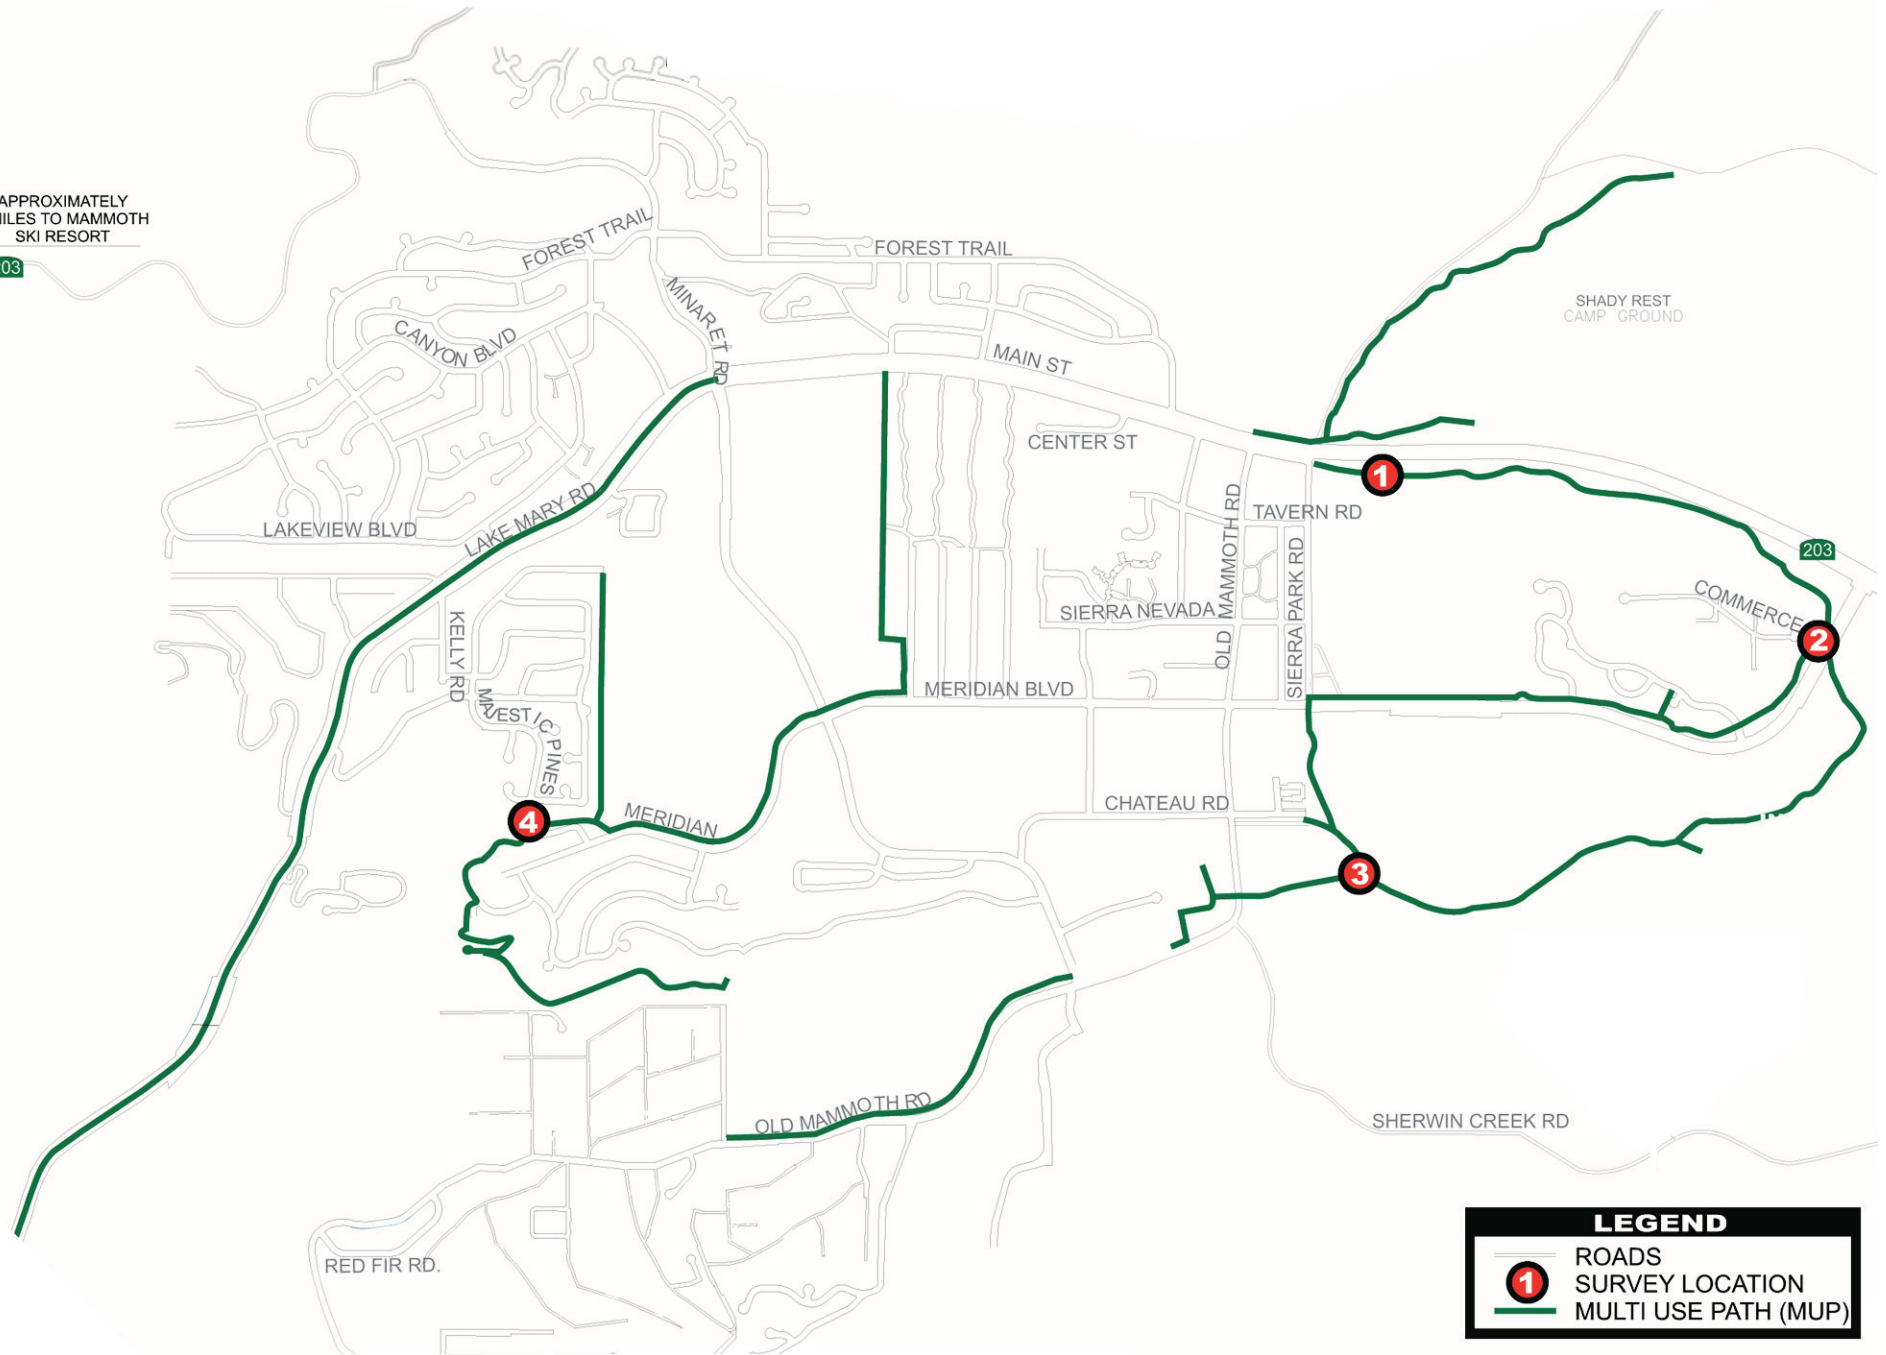 APPROXIMATELY
MILES TO MAMMOTH
SKI RESORT
203
FOREST TRAIL
FOREST TRAIL
MINARET RD
CANYON BLVD
MAIN ST
SHADY REST
CAMP GROUND
CENTER ST
1
LAKE MARY RD
LAKEVIEW BLVD
OLD MAMMOTH RD
TAVERN RD
SIERRA PARK RD
203
COMMERCE
2
KELLY RD
SIERRA NEVADA
MERIDIAN BLVD
MAJESTIC PINES
4
MERIDIAN
CHATEAU RD
3
OLD MAMMOTH RD
SHERWIN CREEK RD
RED FIR RD.
LEGEND
ROADS
1
SURVEY LOCATION
MULTI USE PATH (MUP)